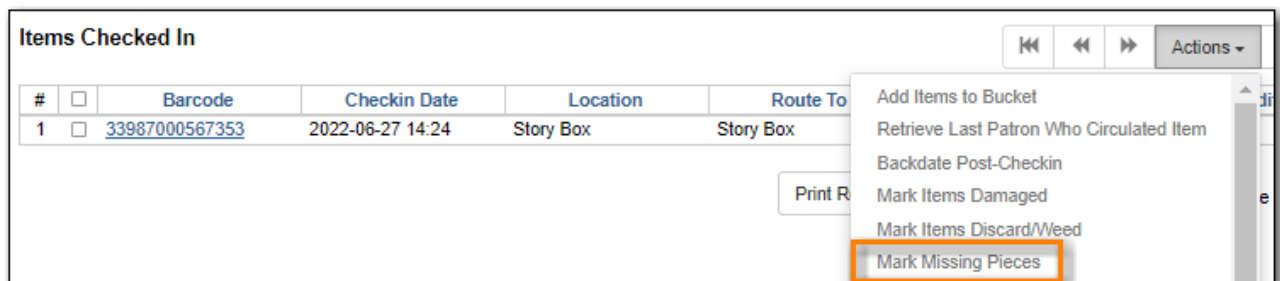 Items Checked In
Actions
# Barcode Checkin Date Location Route To
1 33987000567353 2022-06-27 14:24 Story Box Story Box
Add Items to Bucket
Retrieve Last Patron Who Circulated Item
Backdate Post-Checkin
Print
Mark Items Damaged
Mark Items Discard/Weed
Mark Missing Pieces